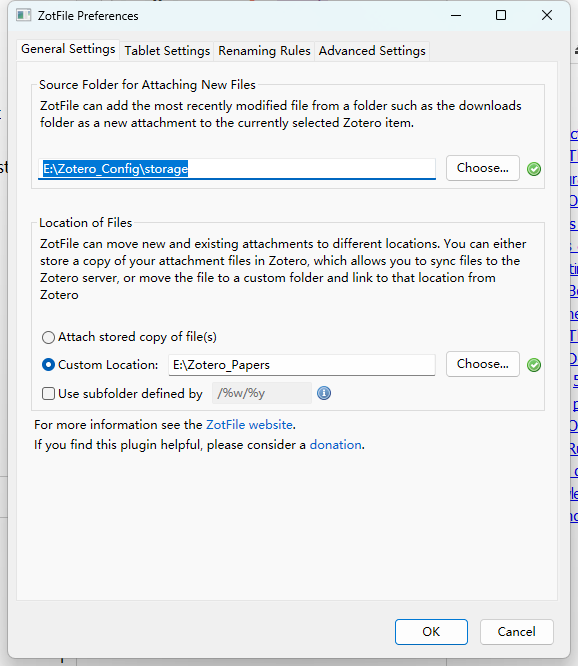 ZotFile Preferences
General Settings Tablet Settings Renaming Rules Advanced Settings
Source Folder for Attaching New Files
ZotFile can add the most recently modified file from a folder such as the downloads
folder as a new attachment to the currently selected Zotero item.
E:\Zotero_Config\storage Choose...
Location of Files
ZotFile can move new and existing attachments to different locations. You can either
store a copy of your attachment files in Zotero, which allows you to sync files to the
Zotero server, or move the file to a custom folder and link to that location from
Zotero
Attach stored copy of file(s)
Custom Location: E:\Zotero_Papers Choose...
Use subfolder defined by /%w/%y
For more information see the ZotFile website.
If you find this plugin helpful, please consider a donation.
OK Cancel